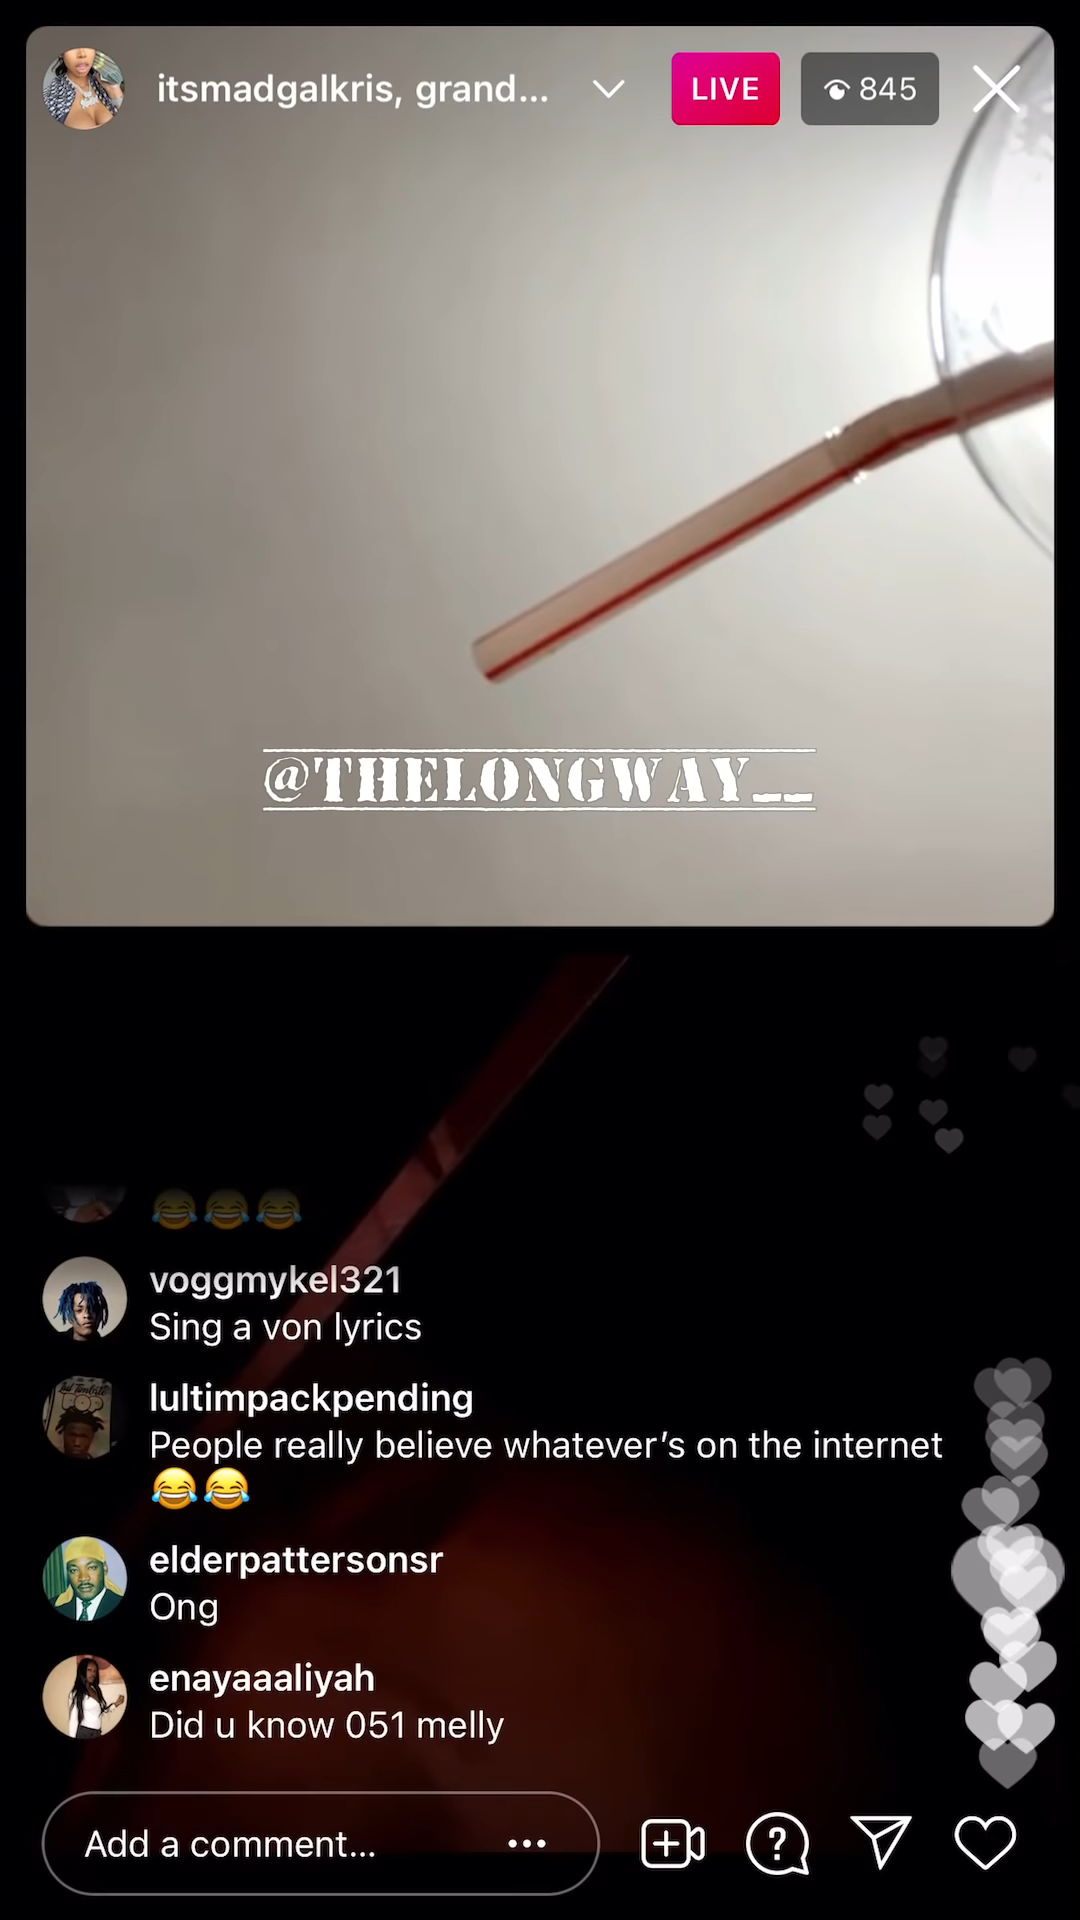 itsmadgalkris, grand...
LIVE
845
@THELONGWAY__
😂😂😂
voggmykel321
Sing a von lyrics
lultimpackpending
People really believe whatever’s on the internet
😂😂
elderpattersonsr
Ong
enayaaaliyah
Did u know 051 melly
Add a comment...